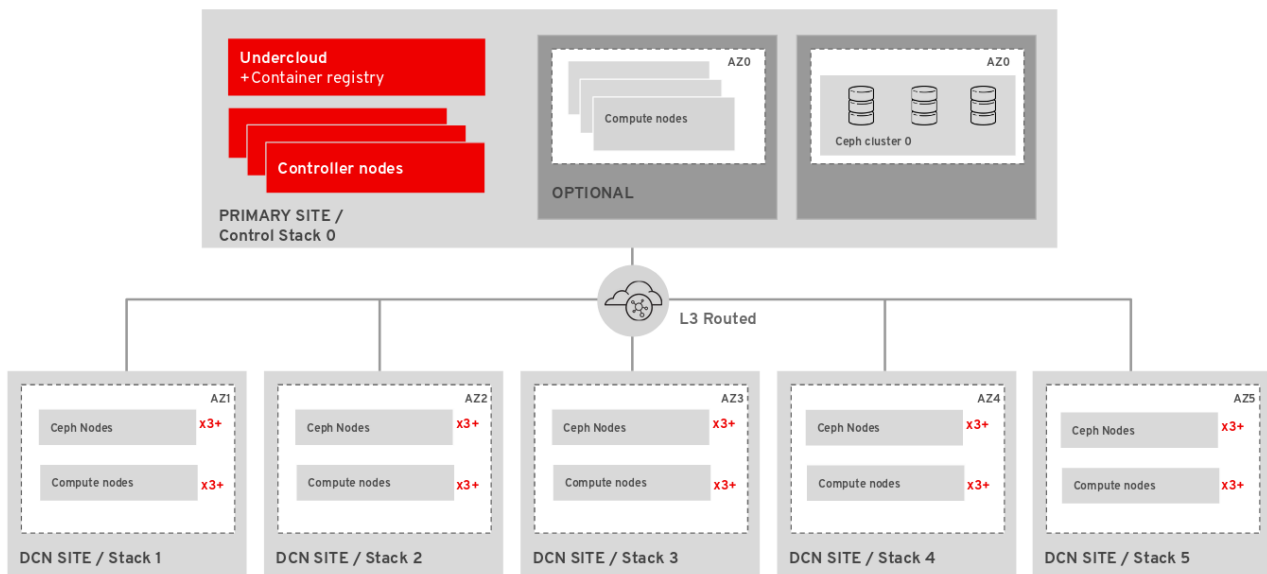 Undercloud
+Container registry
Controller nodes
PRIMARY SITE /
Control Stack 0
AZ0
Compute nodes
OPTIONAL
AZ0
Ceph cluster 0
L3 Routed
AZ1
Ceph Nodes
x3+
Compute nodes
x3+
DCN SITE / Stack 1
AZ2
Ceph Nodes
x3+
Compute nodes
x3+
DCN SITE / Stack 2
AZ3
Ceph Nodes
x3+
Compute nodes
x3+
DCN SITE / Stack 3
AZ4
Ceph Nodes
x3+
Compute nodes
x3+
DCN SITE / Stack 4
AZ5
Ceph Nodes
x3+
Compute nodes
x3+
DCN SITE / Stack 5